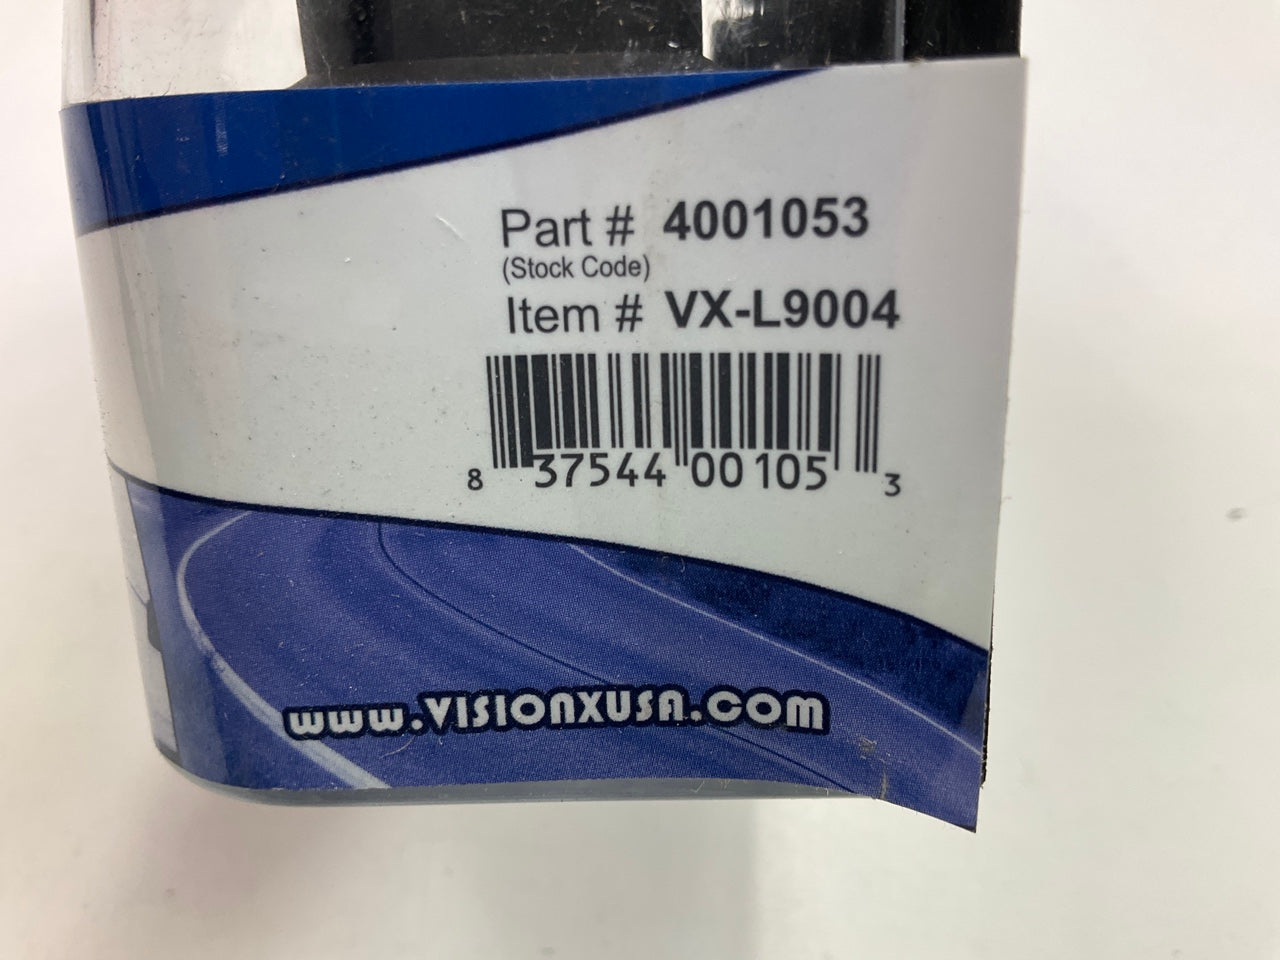 Part # 4001053
(Stock Code)
Item # VX-L9004
8 37544 00105 3
www.VISIONXUSA.COM